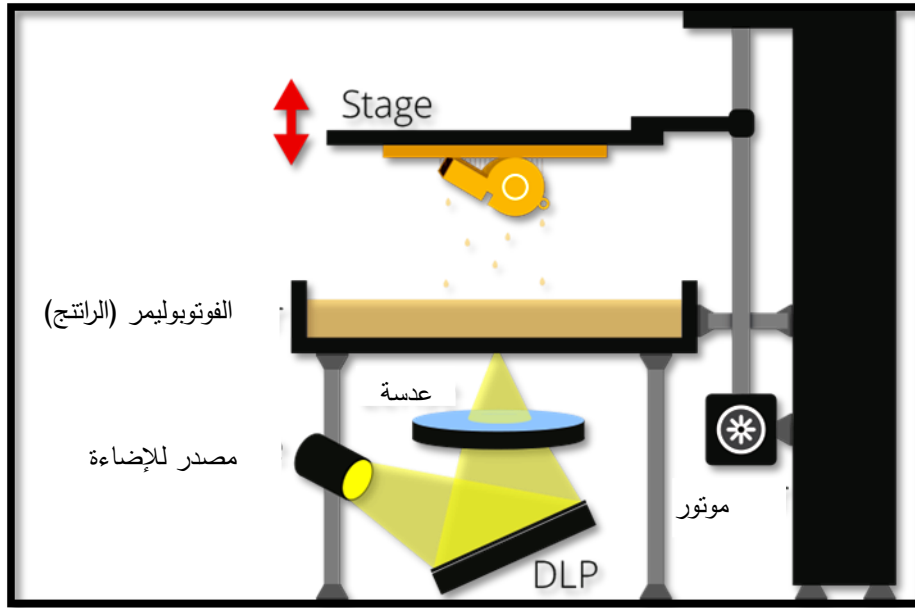 Stage
الفوتوبوليمر (الراتنج)
عدسة
مصدر للإضاءة
موتور
DLP